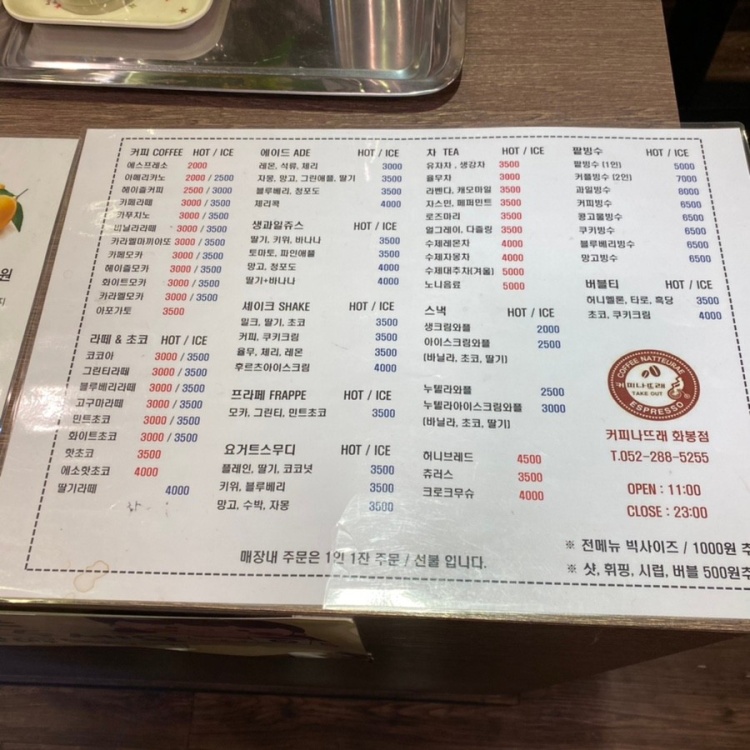 원
커피 COFFEE HOT / ICE
에스프레소 2000
아메리카노 2000 / 2500
헤이즐커피 2500 / 3000
카페라떼 3000 / 3500
카푸치노 3000 / 3500
바닐라라떼 3000 / 3500
카라멜마끼아또 3000 / 3500
카페모카 3000 / 3500
헤이즐모카 3000 / 3500
화이트모카 3000 / 3500
카라멜모카 3000 / 3500
아포가토 3500
라떼 & 초코 HOT / ICE
코코아 3000 / 3500
그린티라떼 3000 / 3500
블루베리라떼 3000 / 3500
고구마라떼 3000 / 3500
민트초코 3000 / 3500
화이트초코 3000 / 3500
핫초코 3500
에소핫초코 4000
딸기라떼 4000
에이드 ADE HOT / ICE
레몬, 석류, 체리 3000
자몽, 망고, 그린애플, 딸기 3500
블루베리, 청포도 3500
체리콕 4000
생과일쥬스 HOT / ICE
딸기, 키위, 바나나 3500
토마토, 파인애플 3500
망고, 청포도 4000
딸기+바나나 4000
셰이크 SHAKE HOT / ICE
밀크, 딸기, 초코 3500
커피, 쿠키크림 3500
율무, 체리, 레몬 3500
후르츠아이스크림 4000
프라페 FRAPPE HOT / ICE
모카, 그린티, 민트초코 3500
요거트스무디 HOT / ICE
플레인, 딸기, 코코넛 3500
키위, 블루베리 3500
망고, 수박, 자몽 3500
차 TEA HOT / ICE
유자차, 생강차 3500
율무차 3000
라벤다, 캐모마일 3500
자스민, 페퍼민트 3500
로즈마리 3500
얼그레이, 다즐링 3500
수제레몬차 4000
수제자몽차 4000
수제대추차(겨울) 5000
노니음료 5000
스낵 HOT / ICE
생크림와플 2000
아이스크림와플 2500
(바닐라, 초코, 딸기)
누텔라와플 2500
누텔라아이스크림와플 3000
(바닐라, 초코, 딸기)
허니브레드 4500
츄러스 3500
크로크무슈 4000
팥빙수 HOT / ICE
팥빙수 (1인) 5000
커플빙수 (2인) 7000
과일빙수 8000
커피빙수 6500
콩고물빙수 6500
쿠키빙수 6500
블루베리빙수 6500
망고빙수 6500
버블티 HOT / ICE
허니멜론, 타로, 흑당 3500
초코, 쿠키크림 4000
COFFEE NATTEURAE
커피나뜨래
TAKE OUT
ESPRESSO
커피나뜨래 화봉점
T.052-288-5255
OPEN : 11:00
CLOSE : 23:00
매장내 주문은 1인 1잔 주문 / 선불 입니다.
※ 전메뉴 빅사이즈 / 1000원 추
※ 샷, 휘핑, 시럽, 버블 500원추